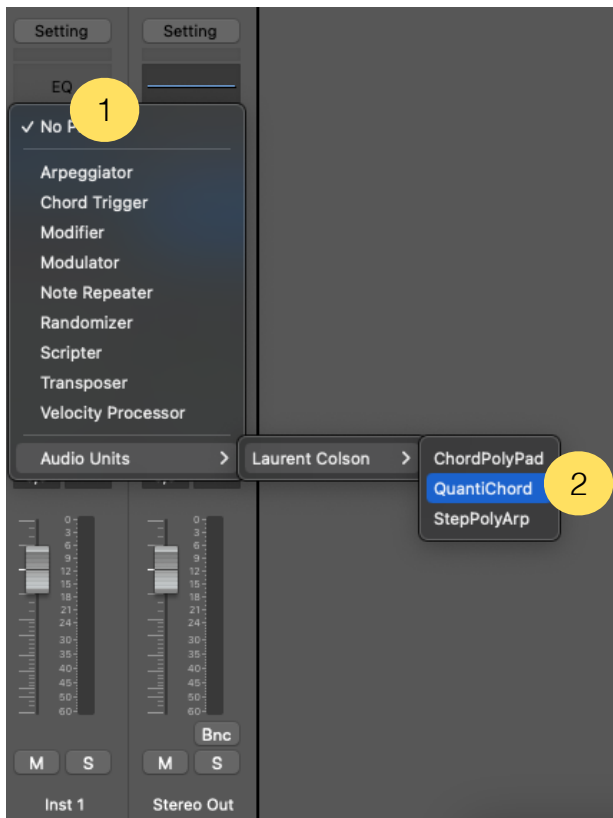 Setting Setting
EQ
1
✓ No P
Arpeggiator
Chord Trigger
Modifier
Modulator
Note Repeater
Randomizer
Scripter
Transposer
Velocity Processor
Audio Units > Laurent Colson > ChordPolyPad
QuantiChord 2
StepPolyArp
0 0
3 3
6 6
9 9
12 12
15 15
18 18
21 21
24 24
30 30
35 35
40 40
45 45
50 50
60 60
Bnc
M S M S
Inst 1 Stereo Out